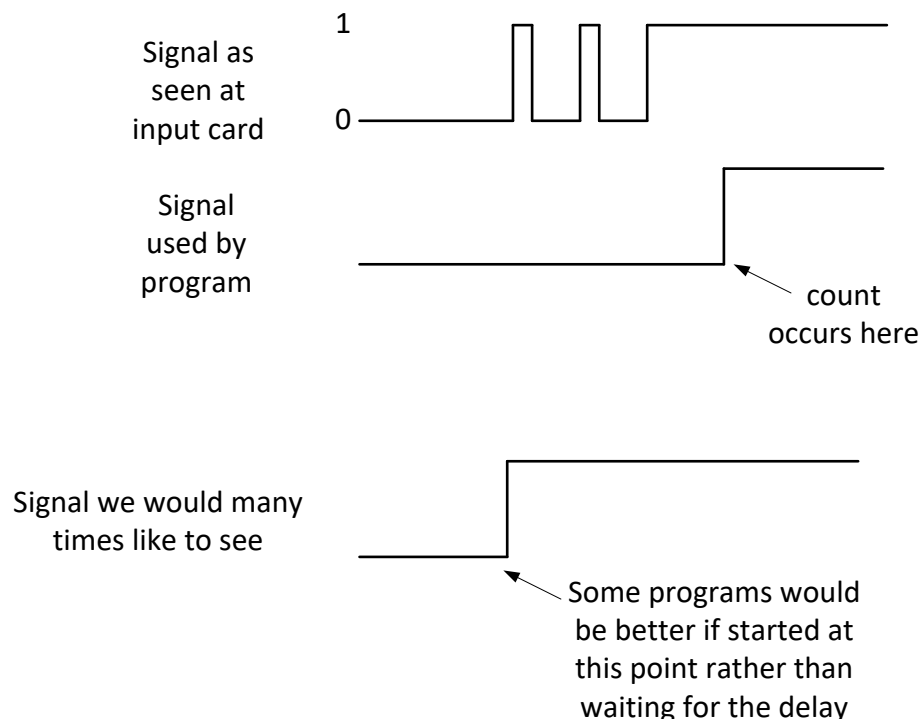 Signal as
seen at
input card
1
0
Signal
used by
program
count
occurs here
Signal we would many
times like to see
Some programs would
be better if started at
this point rather than
waiting for the delay